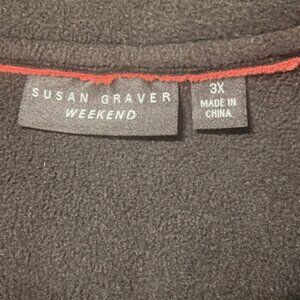 SUSAN GRAVER
WEEKEND
3X
MADE IN
CHINA